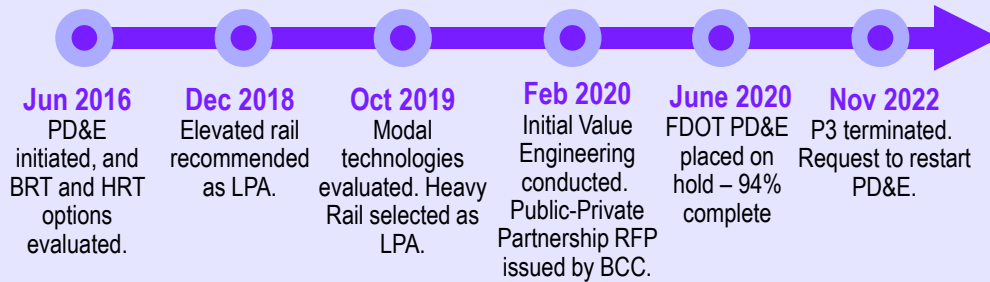 Jun 2016
PD&E
initiated, and
BRT and HRT
options
evaluated.
Dec 2018
Elevated rail
recommended
as LPA.
Oct 2019
Modal
technologies
evaluated. Heavy
Rail selected as
LPA.
Feb 2020
Initial Value
Engineering
conducted.
Public-Private
Partnership RFP
issued by BCC.
June 2020
FDOT PD&E
placed on
hold – 94%
complete
Nov 2022
P3 terminated.
Request to restart
PD&E.